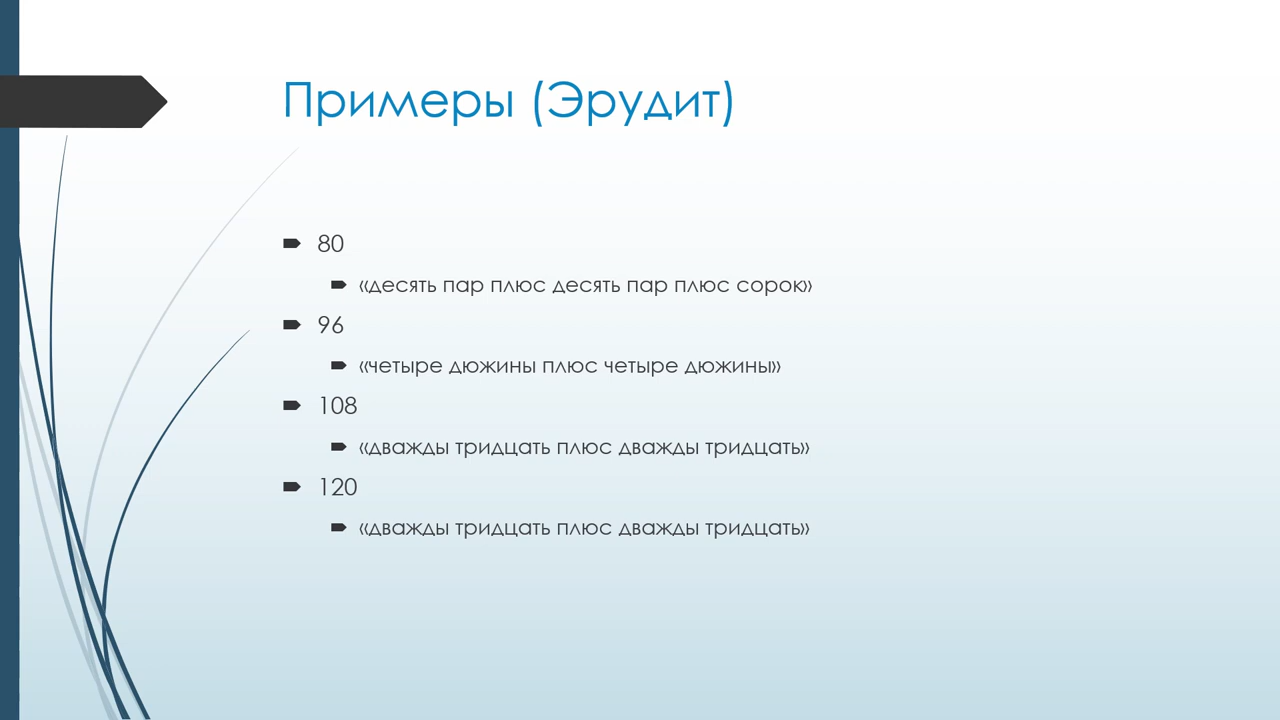 Примеры (Эрудит)
80
«десять пар плюс десять пар плюс сорок»
96
«четыре дюжины плюс четыре дюжины»
108
«дважды тридцать плюс дважды тридцать»
120
«дважды тридцать плюс дважды тридцать»